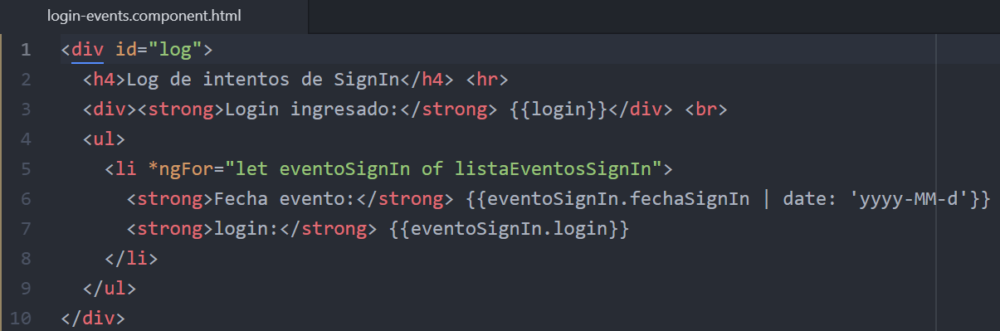 login-events.component.html
1 <div id="log">
2   <h4>Log de intentos de SignIn</h4> <hr>
3   <div><strong>Login ingresado:</strong> {{login}}</div> <br>
4   <ul>
5     <li *ngFor="let eventoSignIn of listaEventosSignIn">
6       <strong>Fecha evento:</strong> {{eventoSignIn.fechaSignIn | date: 'yyyy-MM-d'}}
7       <strong>login:</strong> {{eventoSignIn.login}}
8     </li>
9   </ul>
10 </div>